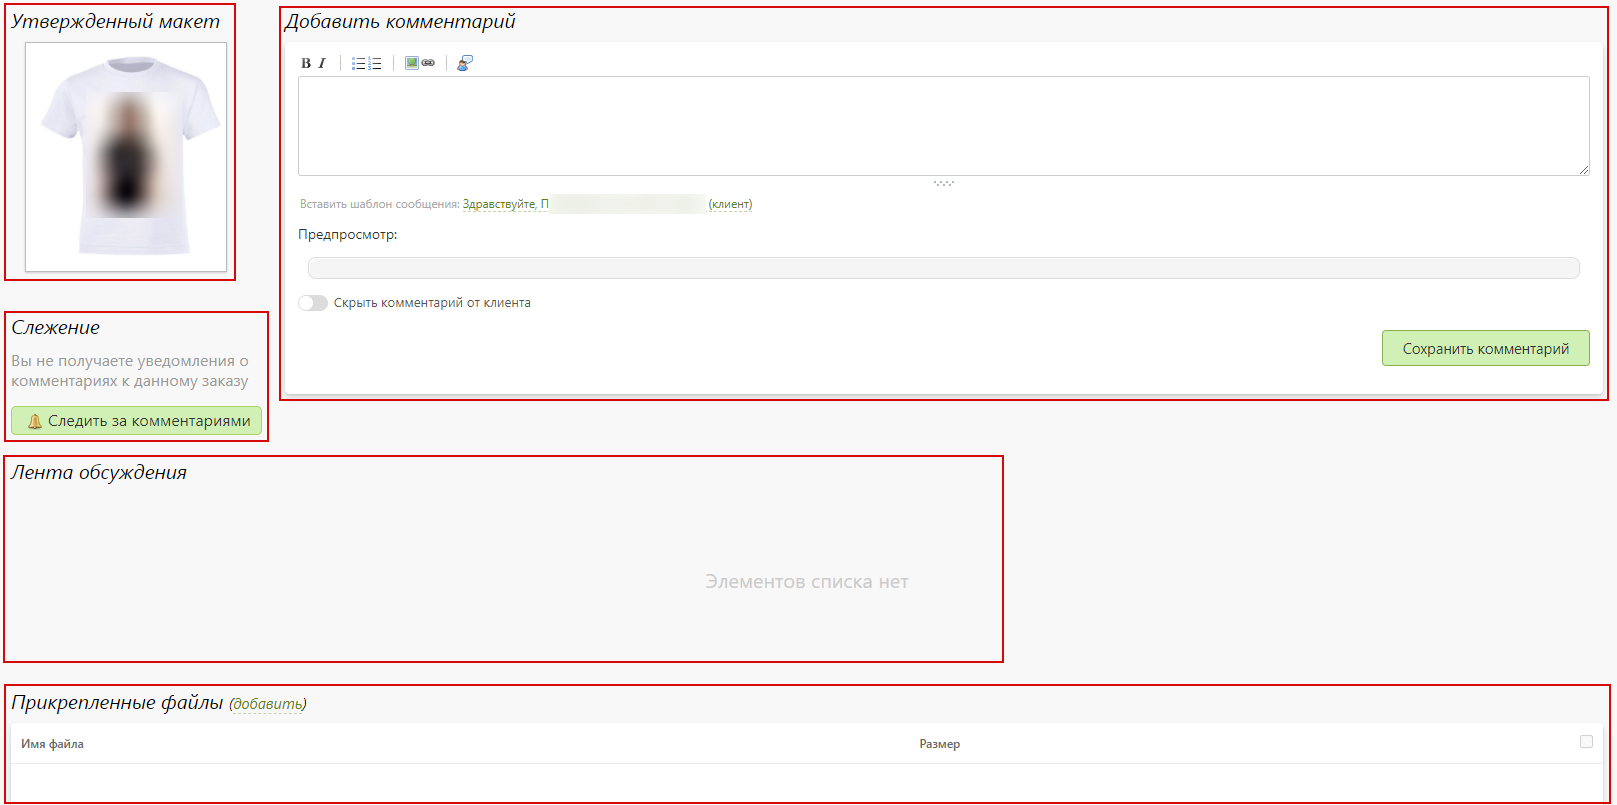 Утвержденный макет
Добавить комментарий
B I
Вставить шаблон сообщения: Здравствуйте, П (клиент)
Предпросмотр:
Скрыть комментарий от клиента
Сохранить комментарий
Слежение
Вы не получаете уведомления о
комментариях к данному заказу
Следить за комментариями
Лента обсуждения
Элементов списка нет
Прикрепленные файлы (добавить)
Имя файла Размер